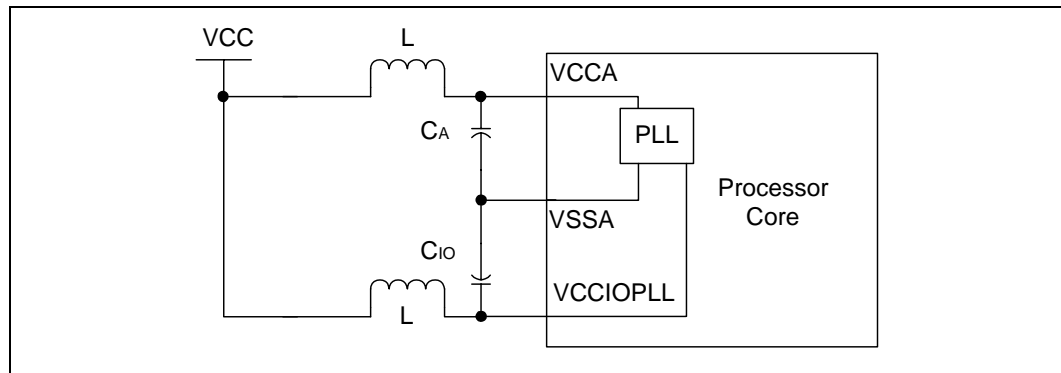 VCC
L
VCCA
CA
PLL
Processor
Core
VSSA
CIO
VCCIOPLL
L